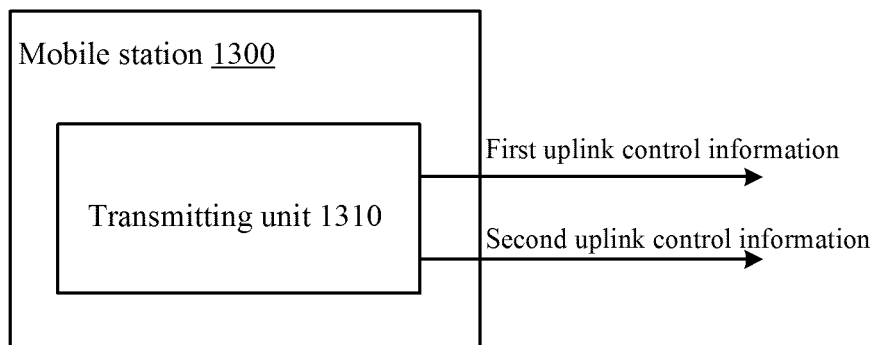 Mobile station 1300
First uplink control information
Transmitting unit 1310
Second uplink control information